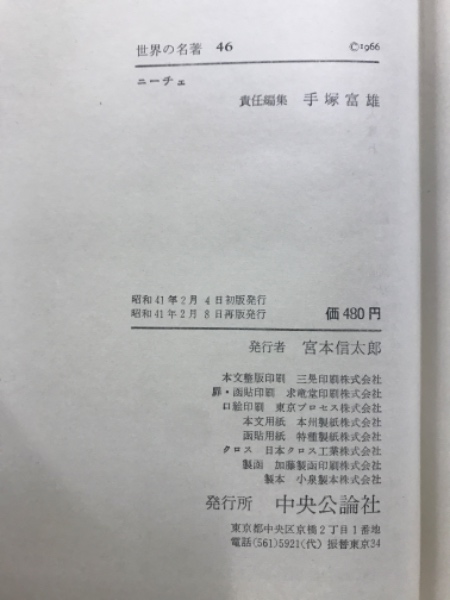 世界の名著 46 ©1966
ニーチェ
責任編集 手塚富雄
昭和41年2月4日初版発行
昭和41年2月8日再版発行
価480円
発行者 宮本信太郎
本文整版印刷 三晃印刷株式会社
扉・函貼印刷 求竜堂印刷株式会社
口絵印刷 東京プロセス株式会社
本文用紙 本州製紙株式会社
函貼用紙 特種製紙株式会社
クロス 日本クロス工業株式会社
製函 加藤製函印刷株式会社
製本 小泉製本株式会社
発行所 中央公論社
東京都中央区京橋2丁目1番地
電話(561)5921(代) 振替東京34